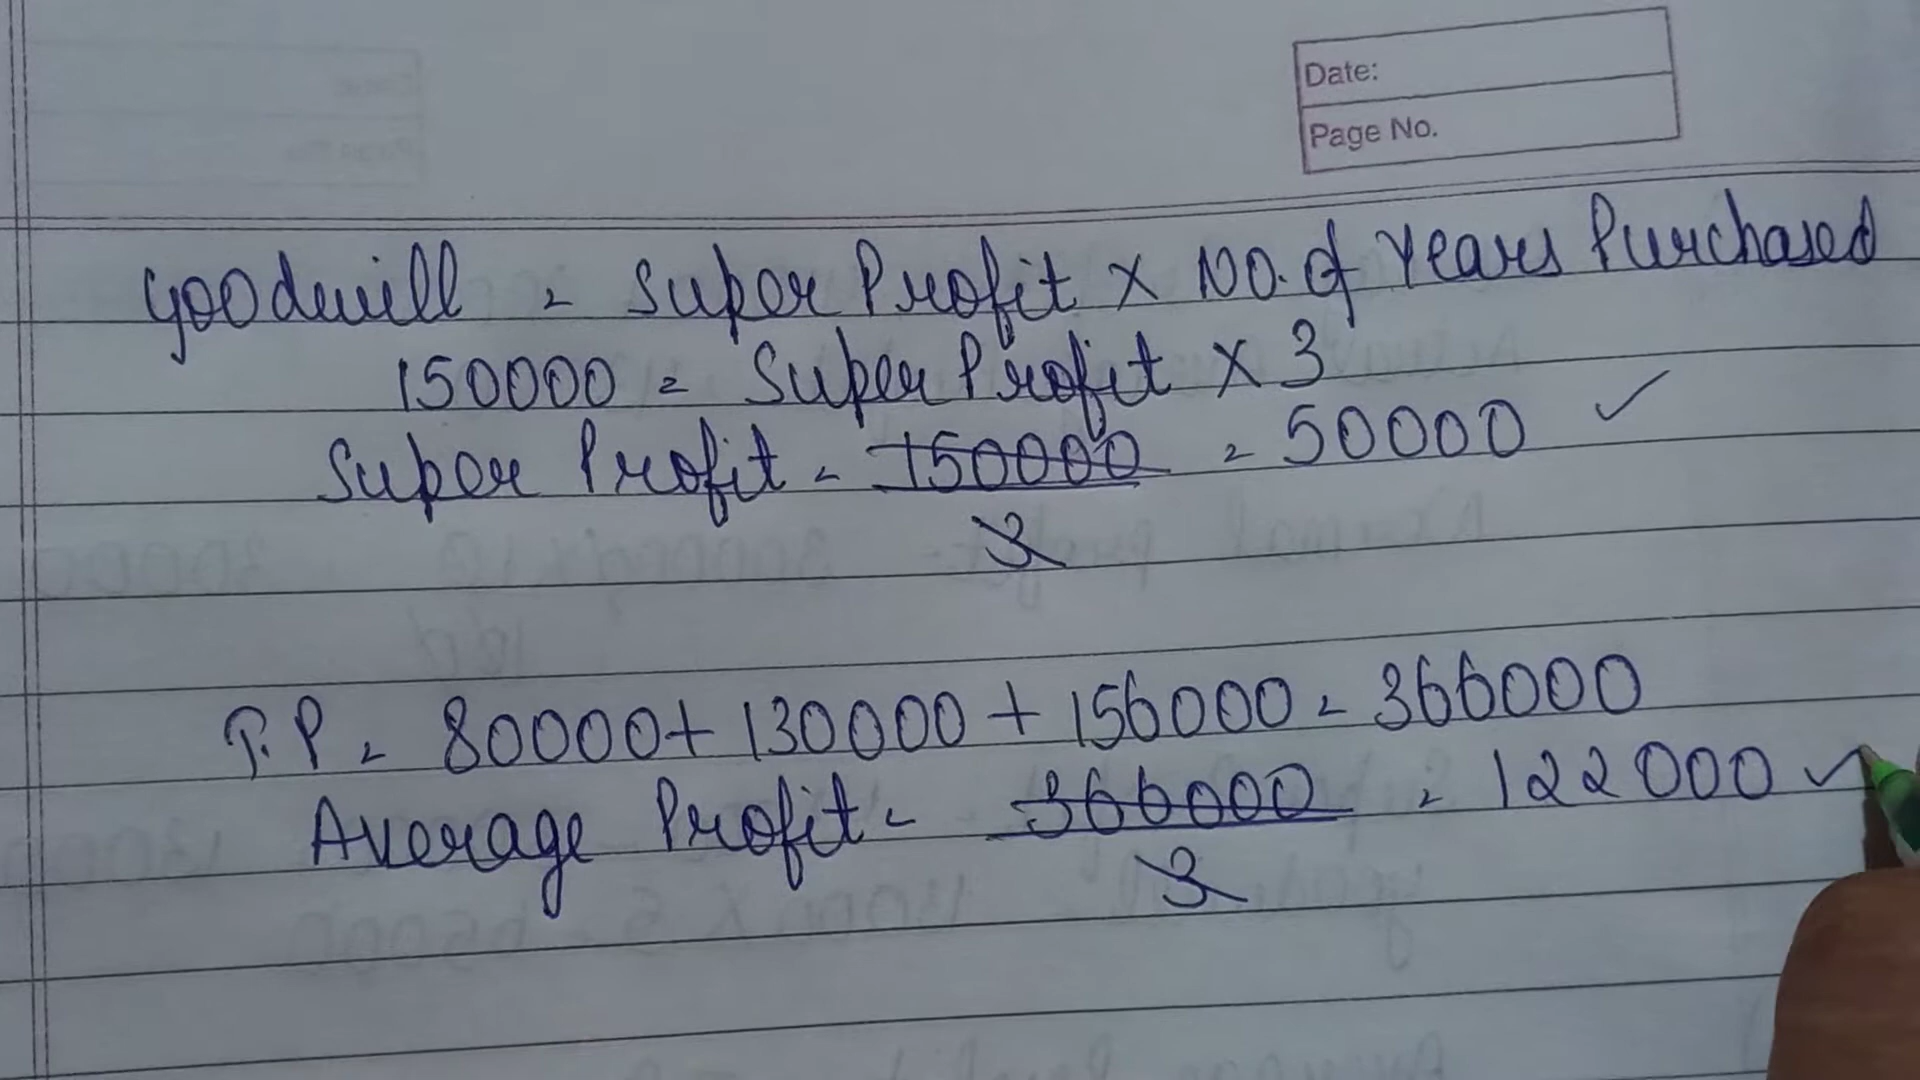 Date:
Page No.
Goodwill = Super Profit × NO. of Years Purchased
150000 = Super Profit × 3
Super Profit = 150000 = 50000 ✓
3
T.P = 80000 + 130000 + 156000 = 366000
Average Profit = 366000 = 122000 ✓
3